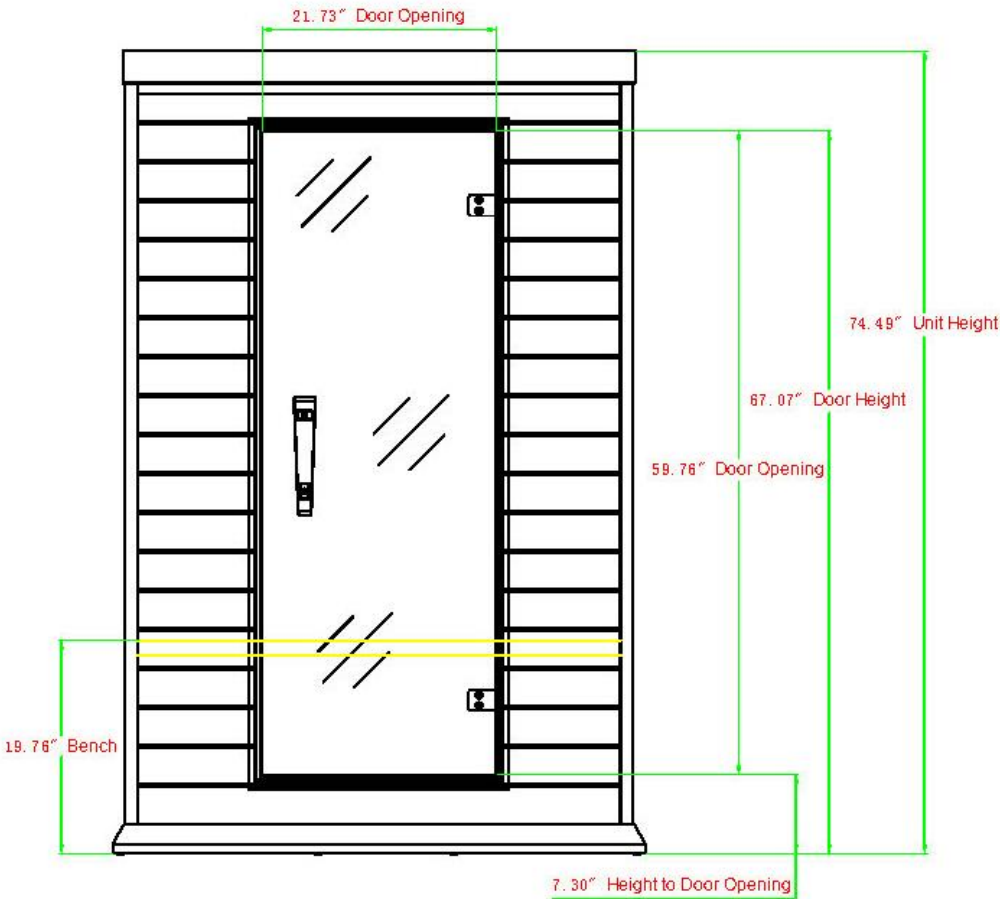 21.73" Door Opening
74.49" Unit Height
67.07" Door Height
59.76" Door Opening
19.76" Bench
7.30" Height to Door Opening